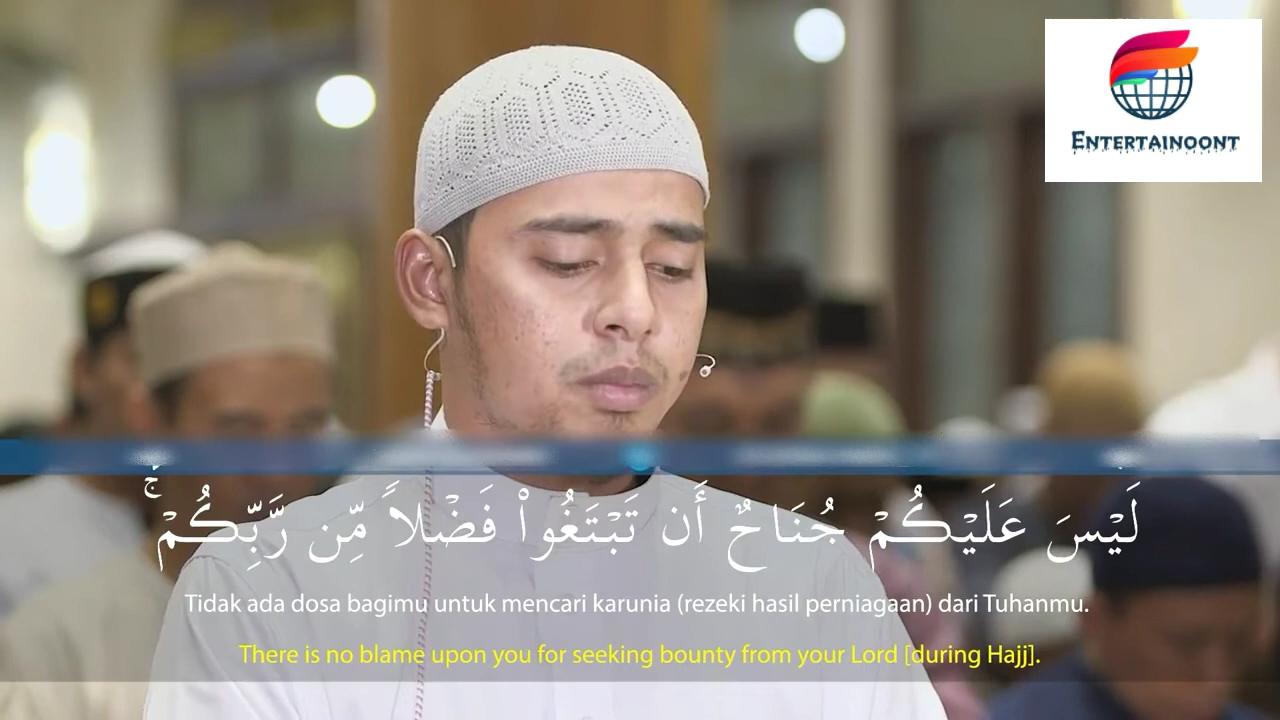 ENTERTAINOONT
لَيْسَ عَلَيْكُمْ جُنَاحٌ أَن تَبْتَغُوا۟ فَضْلاً مِّن رَّبِّكُمْ ۚ
Tidak ada dosa bagimu untuk mencari karunia (rezeki hasil perniagaan) dari Tuhanmu.
There is no blame upon you for seeking bounty from your Lord [during Hajj].